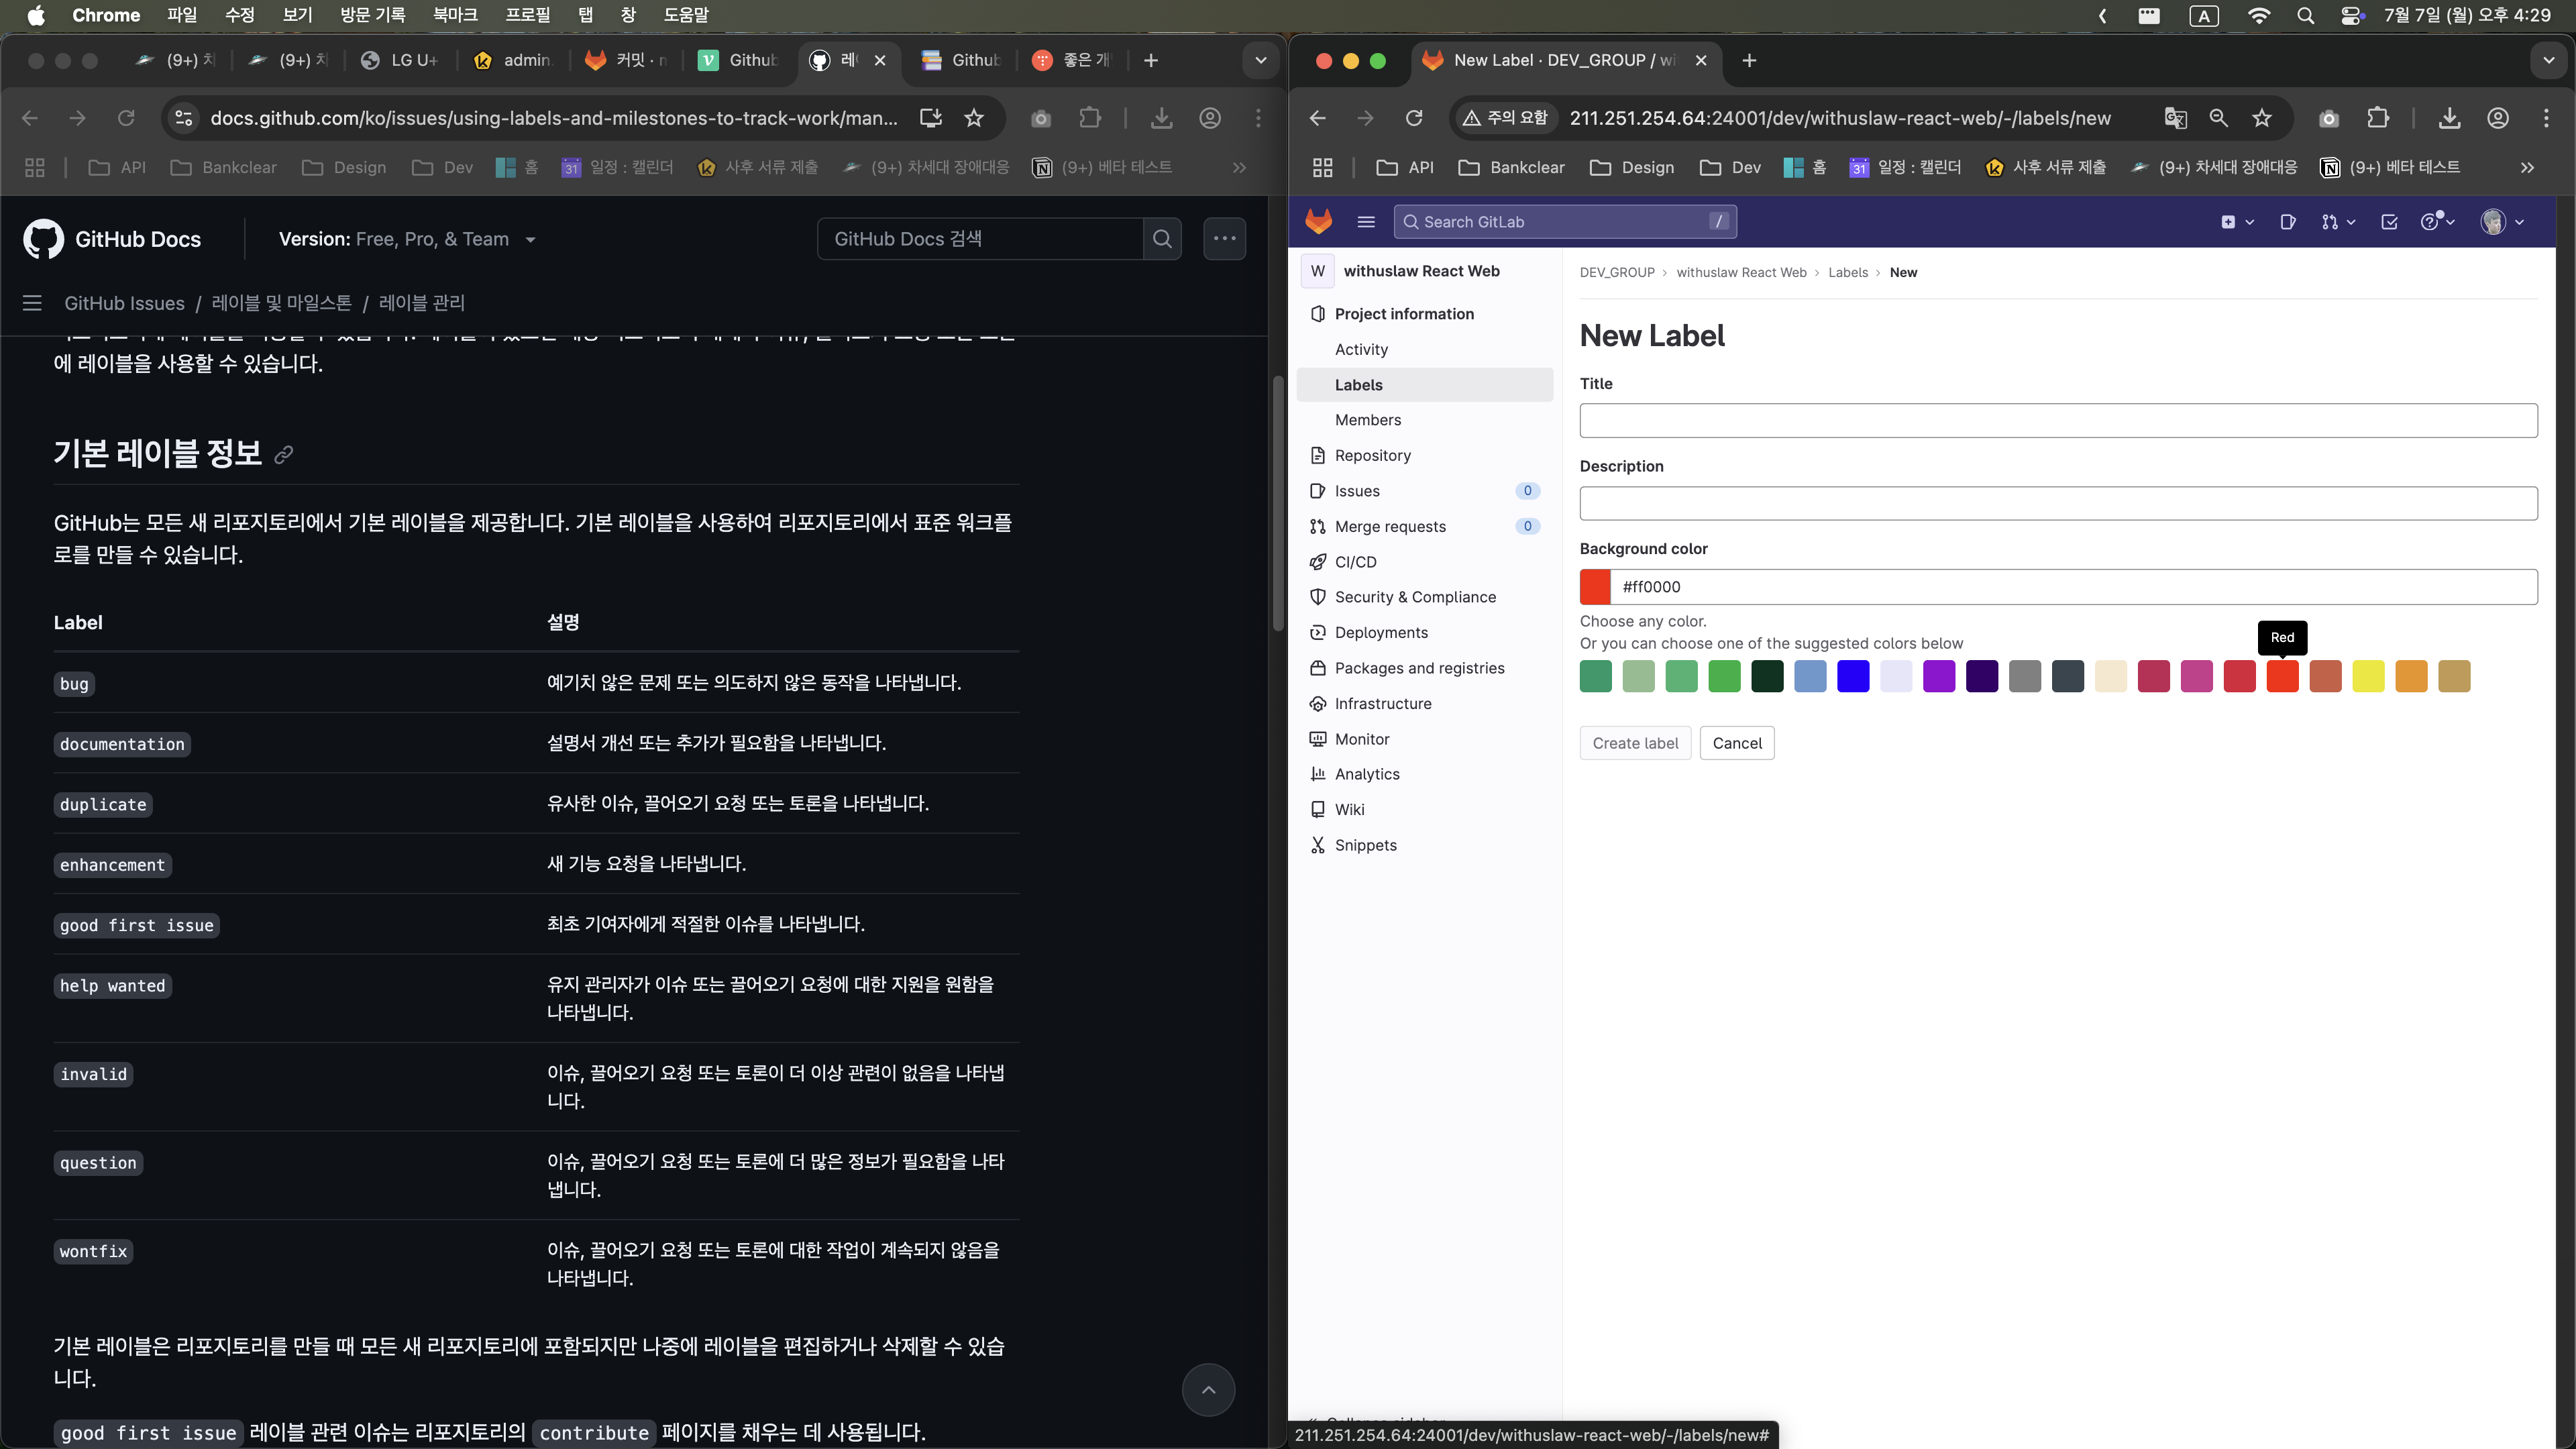 Chrome 파일 수정 보기 방문 기록 북마크 프로필 탭 창 도움말
A 7월 7일 (월) 오후 4:29
(9+) 차 (9+) 차 LG U+ admin. 커밋 · Github 레 Github 좋은 개
docs.github.com/ko/issues/using-labels-and-milestones-to-track-work/man...
API Bankclear Design Dev 홈 31 일정 : 캘린더 사후 서류 제출 (9+) 차세대 장애대응 (9+) 베타 테스트
GitHub Docs Version: Free, Pro, & Team GitHub Docs 검색
GitHub Issues / 레이블 및 마일스톤 / 레이블 관리
에 레이블을 사용할 수 있습니다.
기본 레이블 정보
GitHub는 모든 새 리포지토리에서 기본 레이블을 제공합니다. 기본 레이블을 사용하여 리포지토리에서 표준 워크플
로를 만들 수 있습니다.
Label 설명
bug 예기치 않은 문제 또는 의도하지 않은 동작을 나타냅니다.
documentation 설명서 개선 또는 추가가 필요함을 나타냅니다.
duplicate 유사한 이슈, 끌어오기 요청 또는 토론을 나타냅니다.
enhancement 새 기능 요청을 나타냅니다.
good first issue 최초 기여자에게 적절한 이슈를 나타냅니다.
help wanted 유지 관리자가 이슈 또는 끌어오기 요청에 대한 지원을 원함을
나타냅니다.
invalid 이슈, 끌어오기 요청 또는 토론이 더 이상 관련이 없음을 나타냅
니다.
question 이슈, 끌어오기 요청 또는 토론에 더 많은 정보가 필요함을 나타
냅니다.
wontfix 이슈, 끌어오기 요청 또는 토론에 대한 작업이 계속되지 않음을
나타냅니다.
기본 레이블은 리포지토리를 만들 때 모든 새 리포지토리에 포함되지만 나중에 레이블을 편집하거나 삭제할 수 있습
니다.
good first issue 레이블 관련 이슈는 리포지토리의 contribute 페이지를 채우는 데 사용됩니다.
New Label · DEV_GROUP / wi
주의 요함 211.251.254.64:24001/dev/withuslaw-react-web/-/labels/new
API Bankclear Design Dev 홈 31 일정 : 캘린더 사후 서류 제출 (9+) 차세대 장애대응 (9+) 베타 테스트
Search GitLab /
W withuslaw React Web
Project information
Activity
Labels
Members
Repository
Issues 0
Merge requests 0
CI/CD
Security & Compliance
Deployments
Packages and registries
Infrastructure
Monitor
Analytics
Wiki
Snippets
DEV_GROUP › withuslaw React Web › Labels › New
New Label
Title
Description
Background color
#ff0000
Choose any color.
Or you can choose one of the suggested colors below
Red
Create label Cancel
211.251.254.64:24001/dev/withuslaw-react-web/-/labels/new#